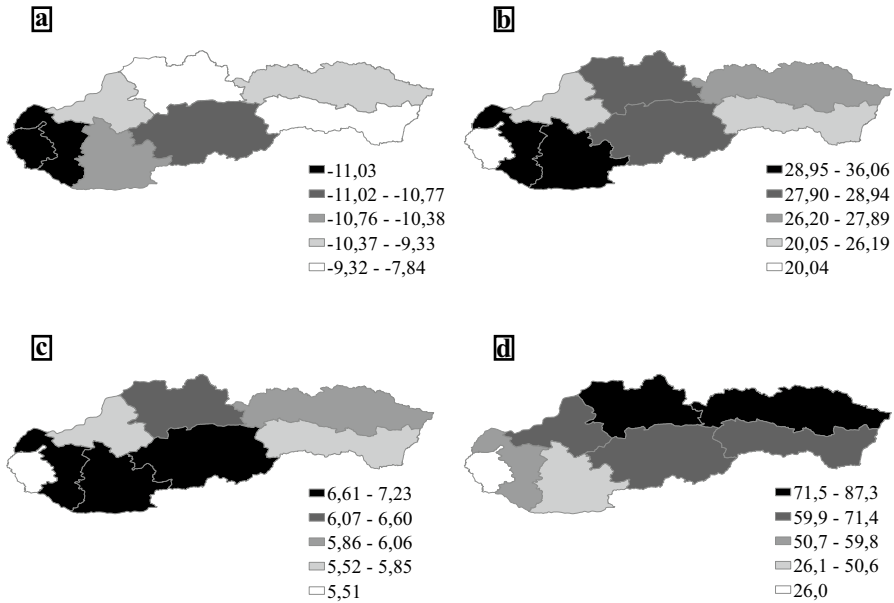 a
-11,03
-11,02 - -10,77
-10,76 - -10,38
-10,37 - -9,33
-9,32 - -7,84
b
28,95 - 36,06
27,90 - 28,94
26,20 - 27,89
20,05 - 26,19
20,04
c
6,61 - 7,23
6,07 - 6,60
5,86 - 6,06
5,52 - 5,85
5,51
d
71,5 - 87,3
59,9 - 71,4
50,7 - 59,8
26,1 - 50,6
26,0